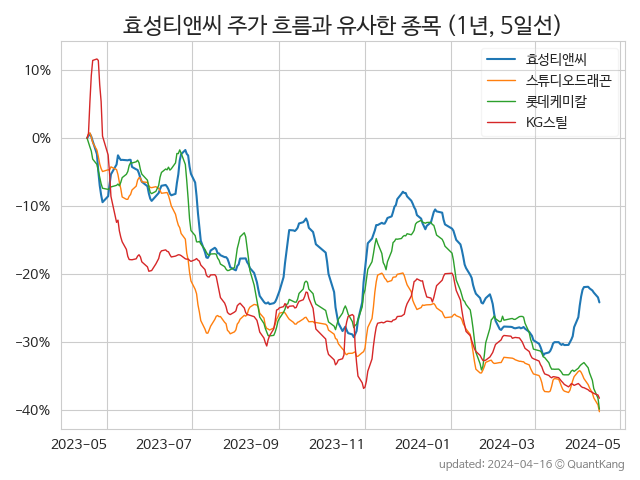 효성티앤씨 주가 흐름과 유사한 종목 (1년, 5일선)
효성티앤씨
스튜디오드래곤
롯데케미칼
KG스틸
10%
0%
−10%
−20%
−30%
−40%
2023-05 2023-07 2023-09 2023-11 2024-01 2024-03 2024-05
updated: 2024-04-16 © QuantKang